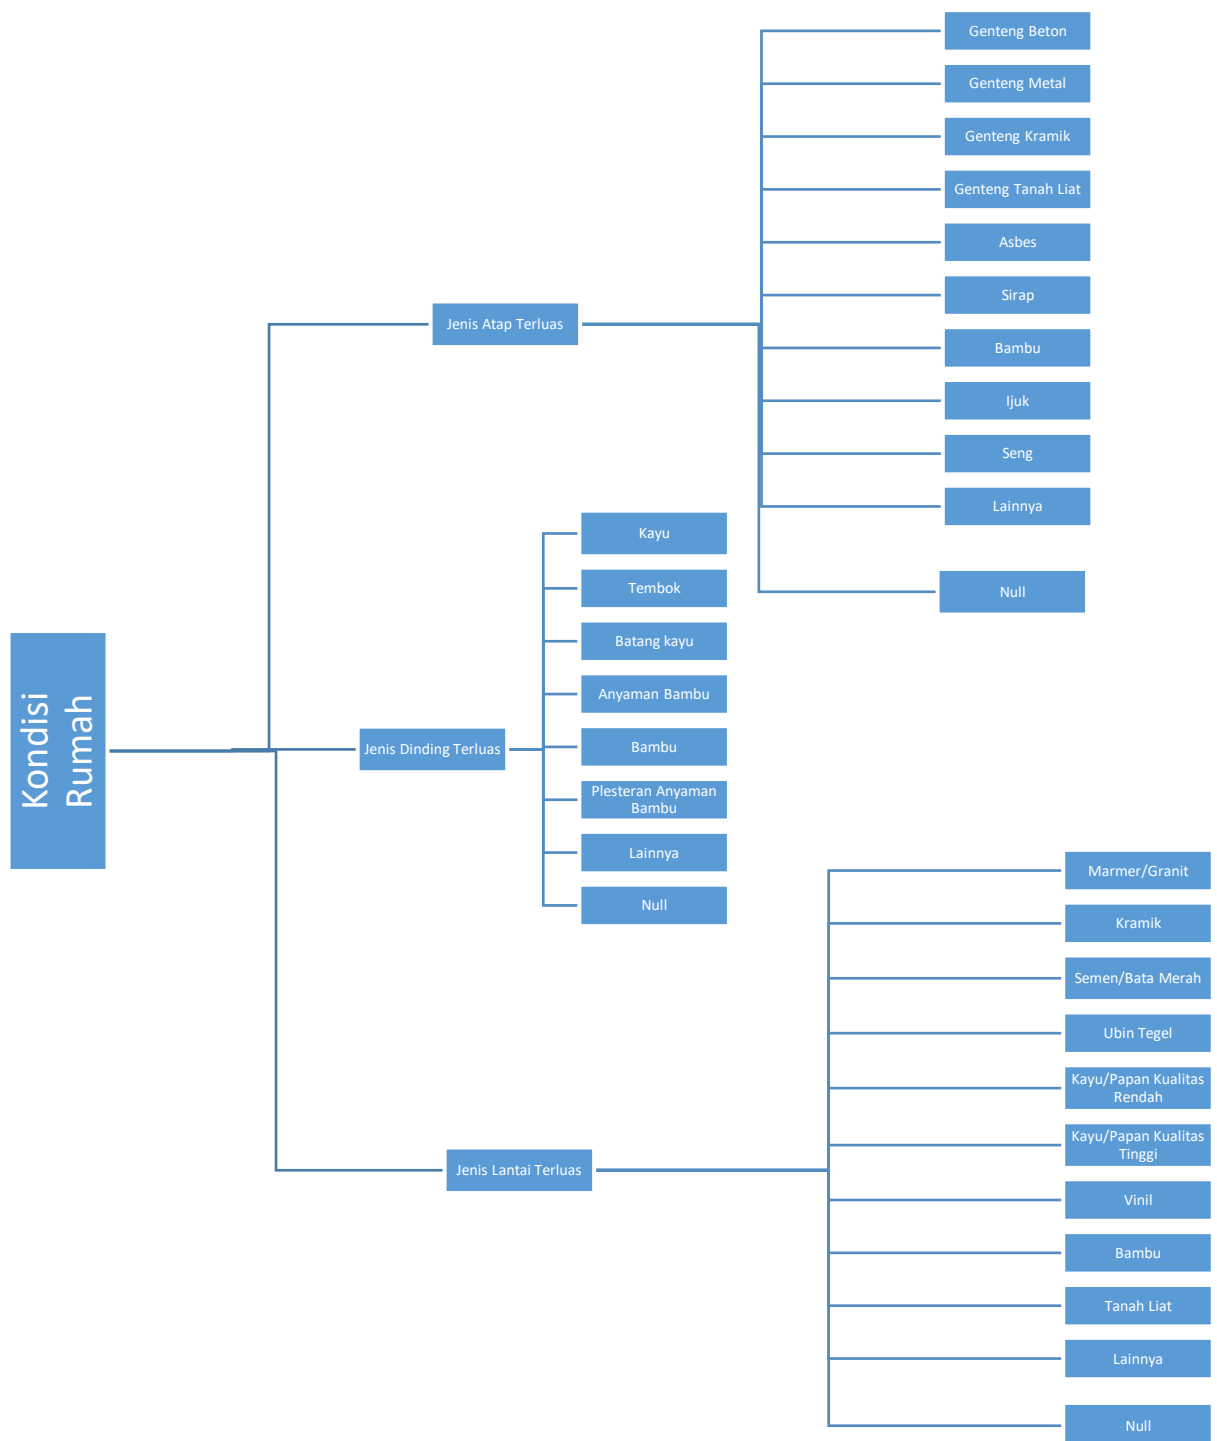 Kondisi
Rumah
Jenis Atap Terluas
Genteng Beton
Genteng Metal
Genteng Kramik
Genteng Tanah Liat
Asbes
Sirap
Bambu
Ijuk
Seng
Lainnya
Null
Jenis Dinding Terluas
Kayu
Tembok
Batang kayu
Anyaman Bambu
Bambu
Plesteran Anyaman
Bambu
Lainnya
Null
Jenis Lantai Terluas
Marmer/Granit
Kramik
Semen/Bata Merah
Ubin Tegel
Kayu/Papan Kualitas
Rendah
Kayu/Papan Kualitas
Tinggi
Vinil
Bambu
Tanah Liat
Lainnya
Null